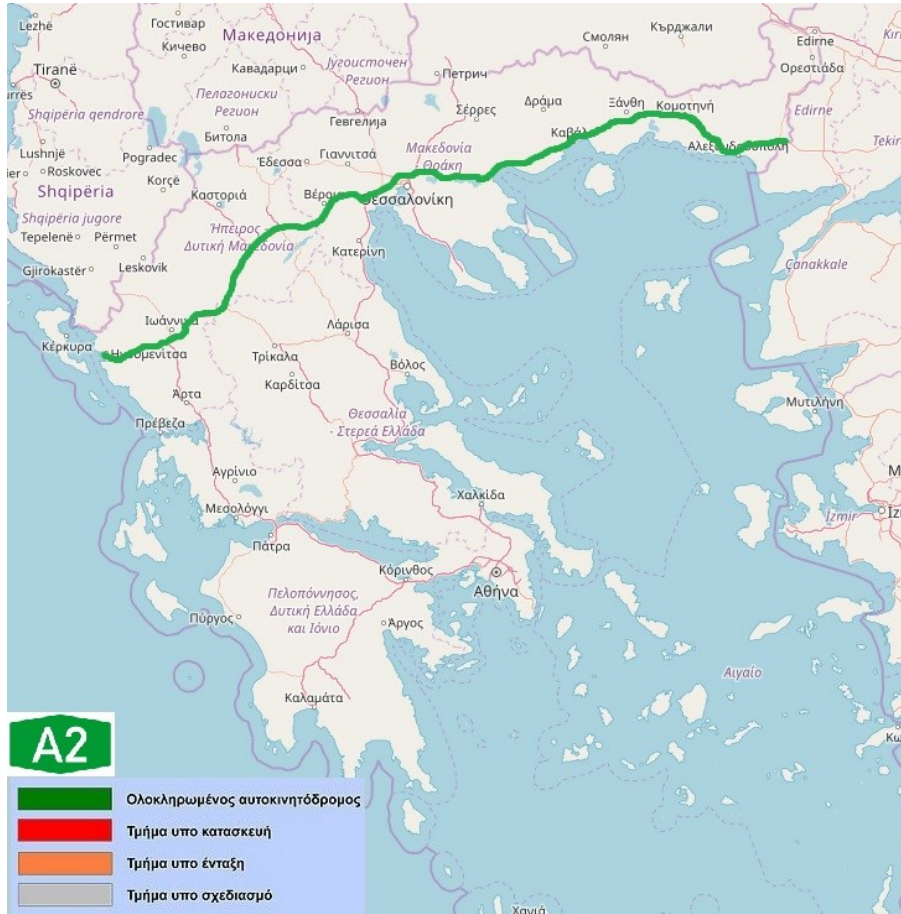 Lezhë
Гостивар
Кичево
Македонија
Смолян
Кърджали
Edirne
Ορεστιάδα
Tiranë
Кавадарци
Југоисточен
Регион
Петрич
Shqipëria qendrore
Пелагониски
Регион
Битола
Гевгелија
Σέρρες
Δράμα
Ξάνθη
Κομοτηνή
Edirne
Lushnjë
Roskovec
Pogradec
Korçë
Έδεσσα
Γιαννιτσά
Μακεδονία
Θράκη
Shqipëria
Καστοριά
Shqipëria jugore
Ήπειρος -
Δυτική Μακεδονία
Θεσσαλονίκη
Tepelenë
Përmet
Κατερίνη
Gjirokastër
Leskovik
Çanakkale
Κέρκυρα
Λάρισα
Τρίκαλα
Καρδίτσα
Βόλος
Άρτα
Πρέβεζα
Μυτιλήνη
Θεσσαλία
- Στερεά Ελλάδα
Αγρίνιο
Μεσολόγγι
Χαλκίδα
İzmir
Πάτρα
Κόρινθος
Αθήνα
Πελοπόννησος,
Δυτική Ελλάδα
και Ιόνιο
Πύργος
Άργος
Αιγαίο
Καλαμάτα
A2
Ολοκληρωμένος αυτοκινητόδρομος
Τμήμα υπο κατασκευή
Τμήμα υπο ένταξη
Τμήμα υπο σχεδιασμό
Χανιά